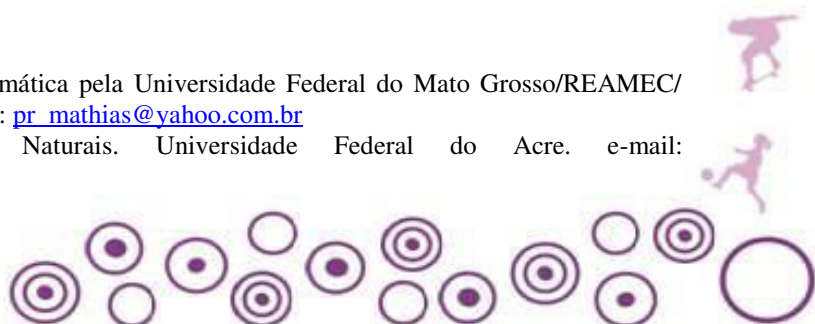 mática pela Universidade Federal do Mato Grosso/REAMEC/
: pr_mathias@yahoo.com.br
Naturais. Universidade Federal do Acre. e-mail: